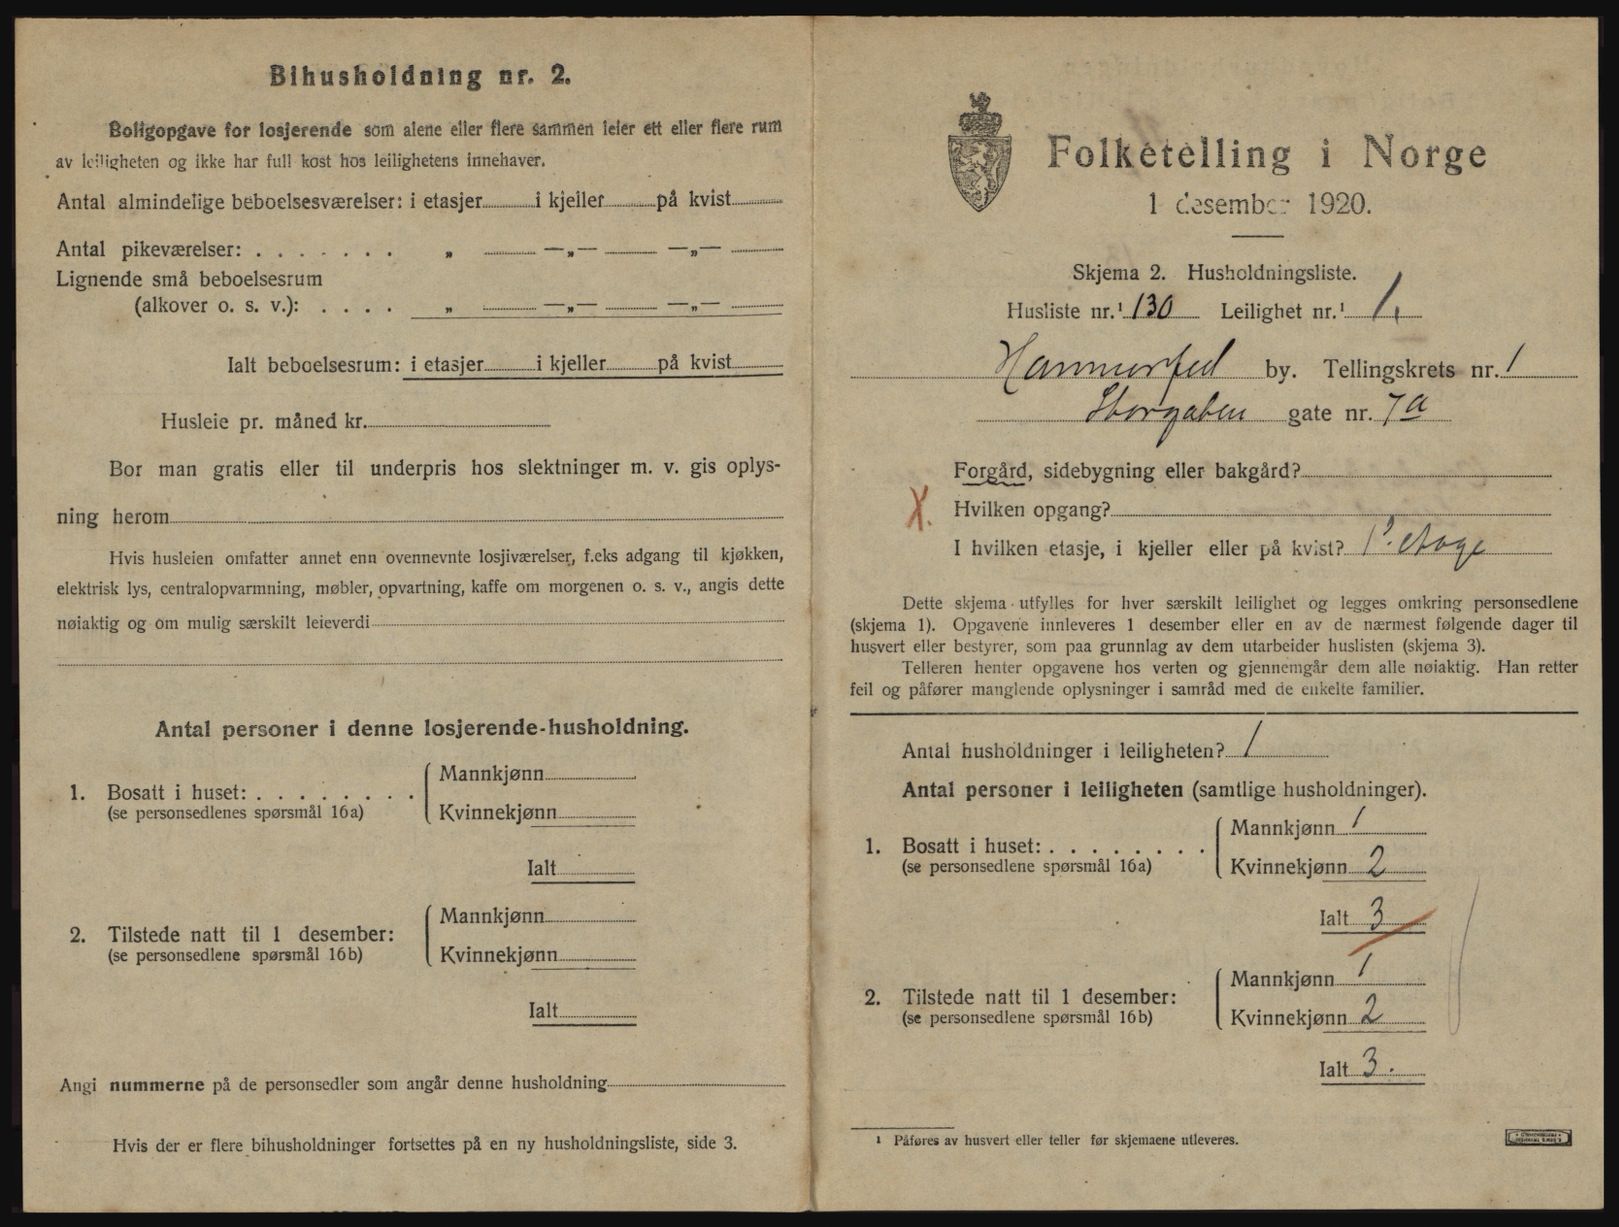 Bihusholdning nr. 2.
Boligopgave for losjerende som alene eller flere sammen leier ett eller flere rum
av leiligheten og ikke har full kost hos leilighetens innehaver.
Antal almindelige beboelsesværelser: i etasjer i kjeller på kvist
Antal pikeværelser: . . . . . . . „ —„— —„—
Lignende små beboelsesrum
(alkover o. s. v.): . . . . „ —„— —„—
Ialt beboelsesrum: i etasjer i kjeller på kvist
Husleie pr. måned kr.
Bor man gratis eller til underpris hos slektninger m. v. gis oplys-
ning herom
Hvis husleien omfatter annet enn ovennevnte losjiværelser, f.eks adgang til kjøkken,
elektrisk lys, centralopvarmning, møbler, opvartning, kaffe om morgenen o. s. v., angis dette
nøiaktig og om mulig særskilt leieverdi
Antal personer i denne losjerende-husholdning.
1. Bosatt i huset: . . . . . . . .
(se personsedlenes spørsmål 16a)
Mannkjønn
Kvinnekjønn
Ialt
2. Tilstede natt til 1 desember:
(se personsedlene spørsmål 16b)
Mannkjønn
Kvinnekjønn
Ialt
Angi nummerne på de personsedler som angår denne husholdning
Hvis der er flere bihusholdninger fortsettes på en ny husholdningsliste, side 3.
Folketelling i Norge
1 desember 1920.
Skjema 2. Husholdningsliste.
Husliste nr.¹ 130 Leilighet nr.¹ 1.
Hammerfest by. Tellingskrets nr. 1
Storgaten gate nr. 7a
Forgård, sidebygning eller bakgård?
X. Hvilken opgang?
I hvilken etasje, i kjeller eller på kvist? 1ª etage
Dette skjema utfylles for hver særskilt leilighet og legges omkring personsedlene
(skjema 1). Opgavene innleveres 1 desember eller en av de nærmest følgende dager til
husvert eller bestyrer, som paa grunnlag av dem utarbeider huslisten (skjema 3).
Telleren henter opgavene hos verten og gjennemgår dem alle nøiaktig. Han retter
feil og påfører manglende oplysninger i samråd med de enkelte familier.
Antal husholdninger i leiligheten? 1
Antal personer i leiligheten (samtlige husholdninger).
1. Bosatt i huset: . . . . . . . .
(se personsedlene spørsmål 16a)
Mannkjønn 1
Kvinnekjønn 2
Ialt 3
2. Tilstede natt til 1 desember:
(se personsedlene spørsmål 16b)
Mannkjønn 1
Kvinnekjønn 2
Ialt 3.
¹ Påføres av husvert eller teller før skjemaene utleveres.